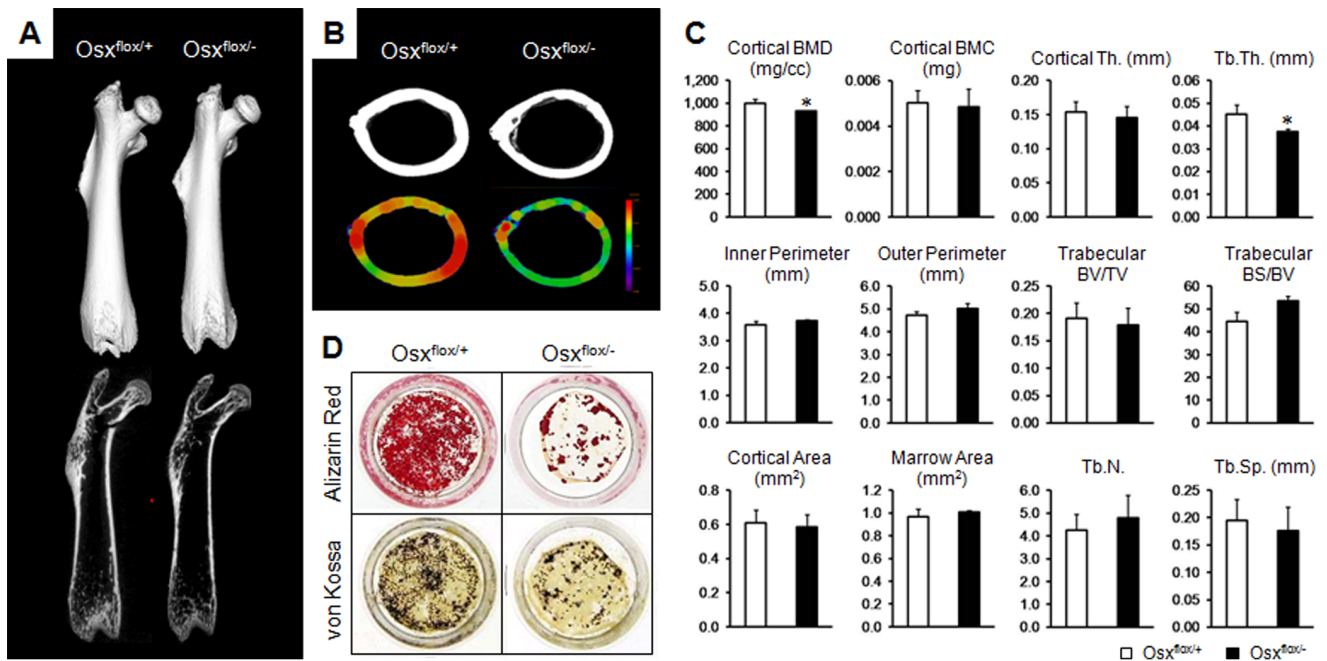 A
Osx^flox/+ Osx^flox/-
B
Osx^flox/+ Osx^flox/-
C
Cortical BMD
(mg/cc)
1,200
1,000
800
600
400
200
0
*
Cortical BMC
(mg)
0.006
0.004
0.002
0.000
Cortical Th. (mm)
0.20
0.15
0.10
0.05
0.00
Tb.Th. (mm)
0.06
0.05
0.04
0.03
0.02
0.01
0.00
*
Inner Perimeter
(mm)
5.0
4.0
3.0
2.0
1.0
0.0
Outer Perimeter
(mm)
6.0
5.0
4.0
3.0
2.0
1.0
0.0
Trabecular
BV/TV
0.25
0.20
0.15
0.10
0.05
0.00
Trabecular
BS/BV
60
50
40
30
20
10
0
Cortical Area
(mm²)
0.8
0.6
0.4
0.2
0.0
Marrow Area
(mm²)
1.2
1.0
0.8
0.6
0.4
0.2
0.0
Tb.N.
7.0
6.0
5.0
4.0
3.0
2.0
1.0
0.0
Tb.Sp. (mm)
0.25
0.20
0.15
0.10
0.05
0.00
Osx^flox/+ Osx^flox/-
D
Osx^flox/+ Osx^flox/-
Alizarin Red
von Kossa